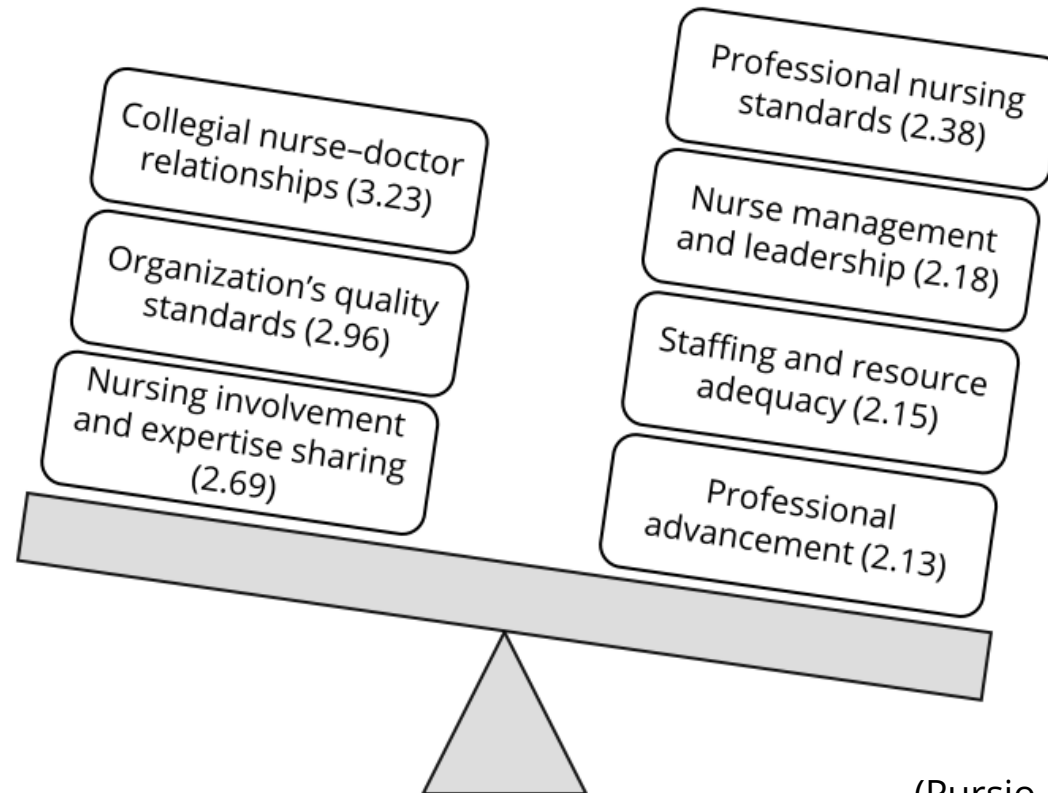 Collegial nurse–doctor
relationships (3.23)
Organization’s quality
standards (2.96)
Nursing involvement
and expertise sharing
(2.69)
Professional nursing
standards (2.38)
Nurse management
and leadership (2.18)
Staffing and resource
adequacy (2.15)
Professional
advancement (2.13)